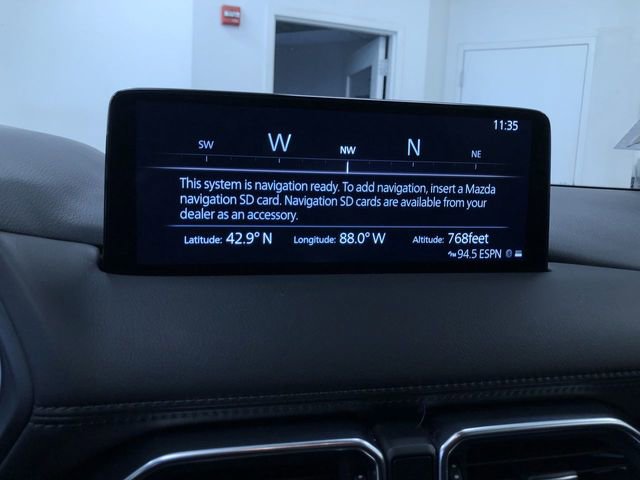 11:35
SW W NW N NE
This system is navigation ready. To add navigation, insert a Mazda
navigation SD card. Navigation SD cards are available from your
dealer as an accessory.
Latitude: 42.9° N Longitude: 88.0° W Altitude: 768feet
94.5 ESPN